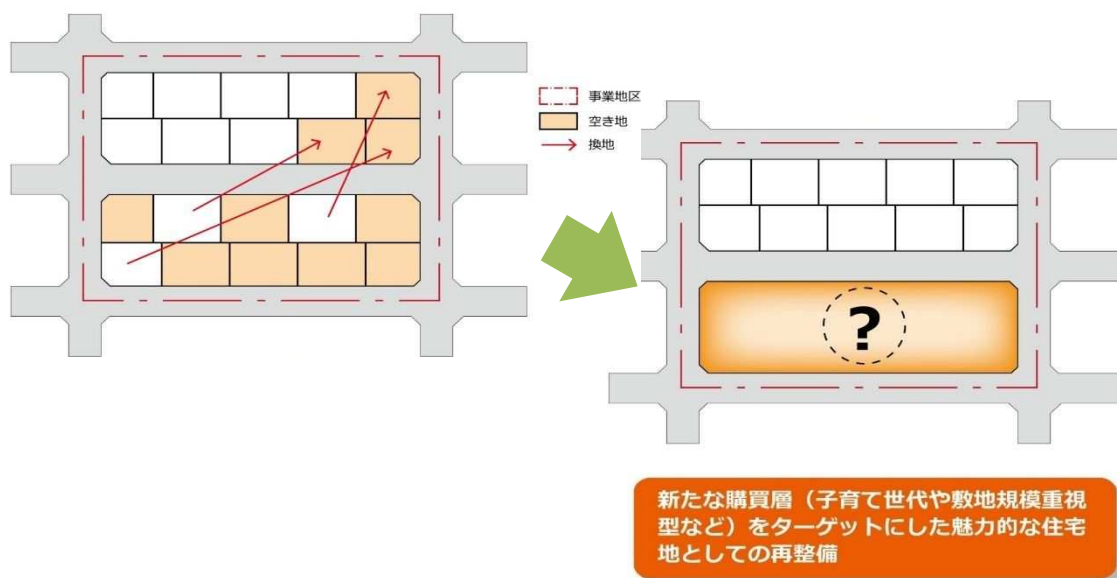 事業地区
空き地
換地
?
新たな購買層（子育て世代や敷地規模重視
型など）をターゲットにした魅力的な住宅
地としての再整備